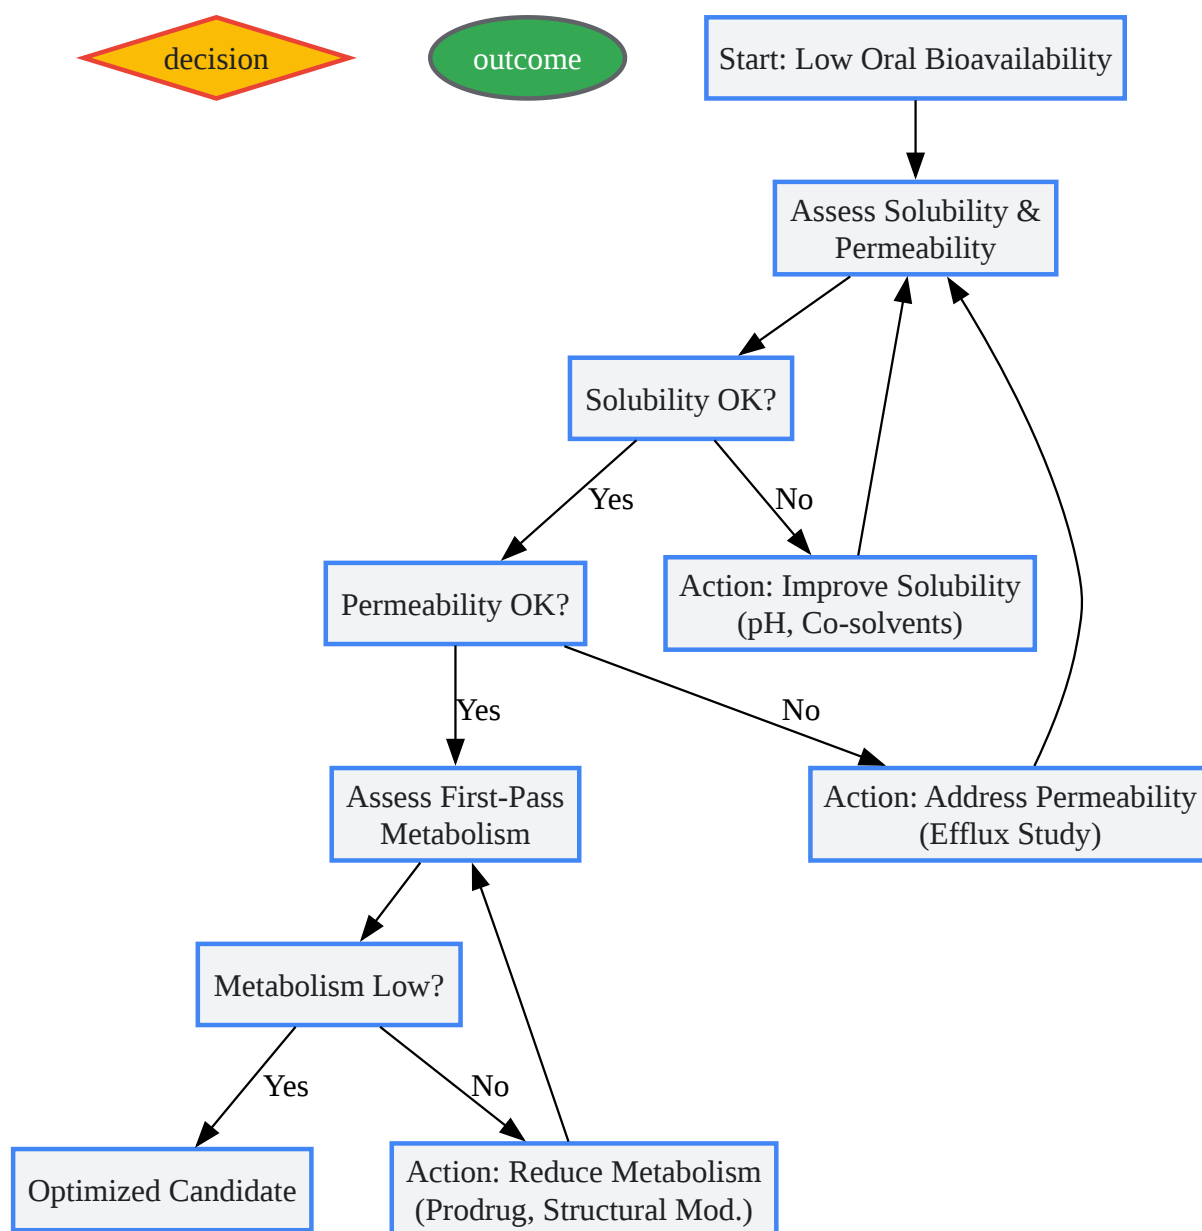 decision
outcome
Start: Low Oral Bioavailability
Assess Solubility &
Permeability
Solubility OK?
Yes
No
Permeability OK?
Action: Improve Solubility
(pH, Co-solvents)
Yes
No
Assess First-Pass
Metabolism
Action: Address Permeability
(Efflux Study)
Metabolism Low?
Yes
No
Optimized Candidate
Action: Reduce Metabolism
(Prodrug, Structural Mod.)